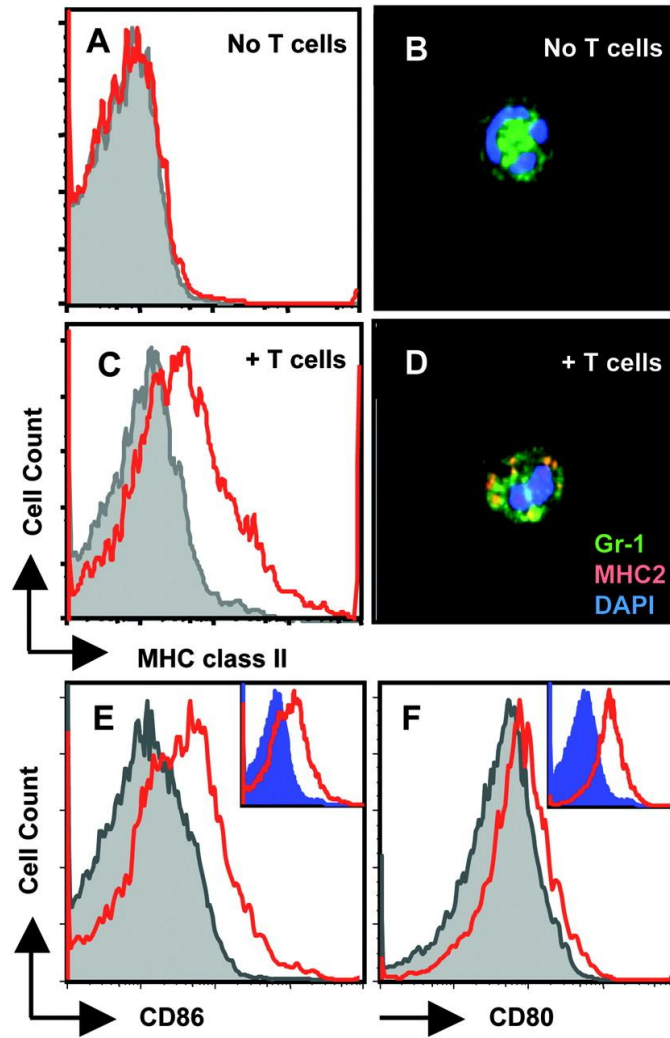 A
No T cells
B
No T cells
C
+ T cells
D
+ T cells
Gr-1
MHC2
DAPI
Cell Count
MHC class II
E
F
Cell Count
CD86
CD80